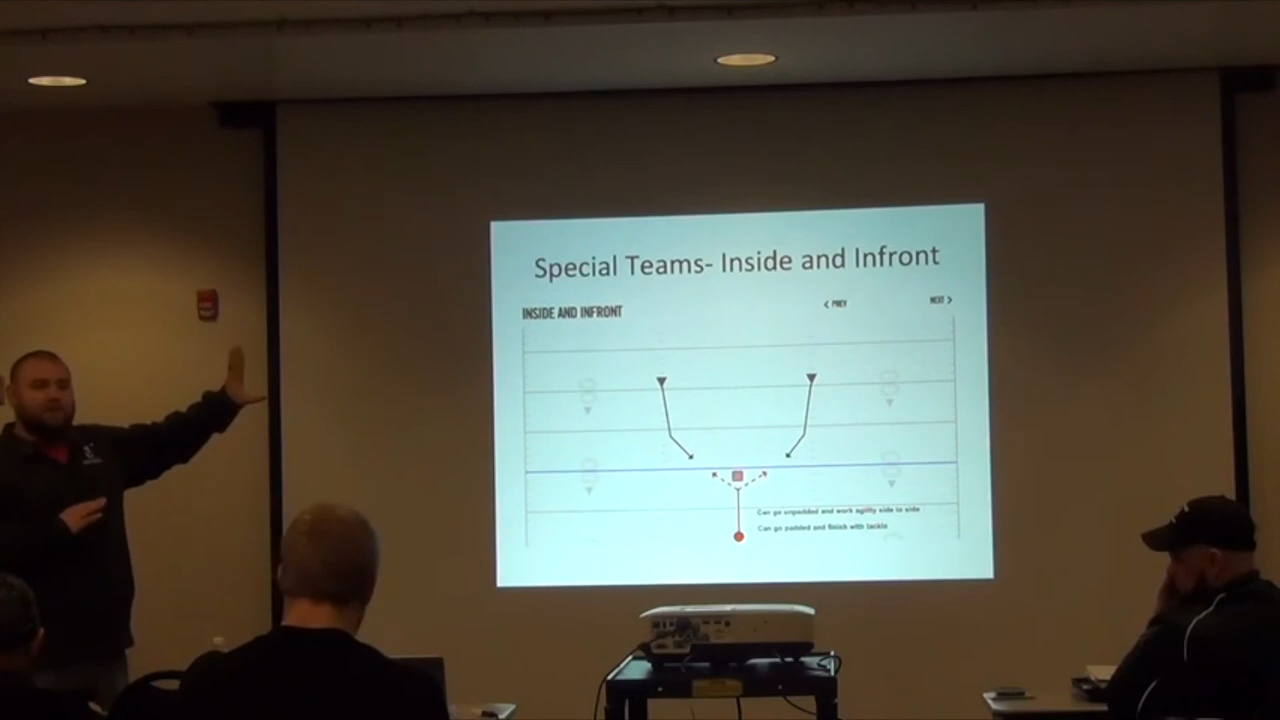 Special Teams- Inside and Infront
INSIDE AND INFRONT
< PREV
NEXT >
Can go unpadded and work agility side to side
Can go padded and finish with tackle